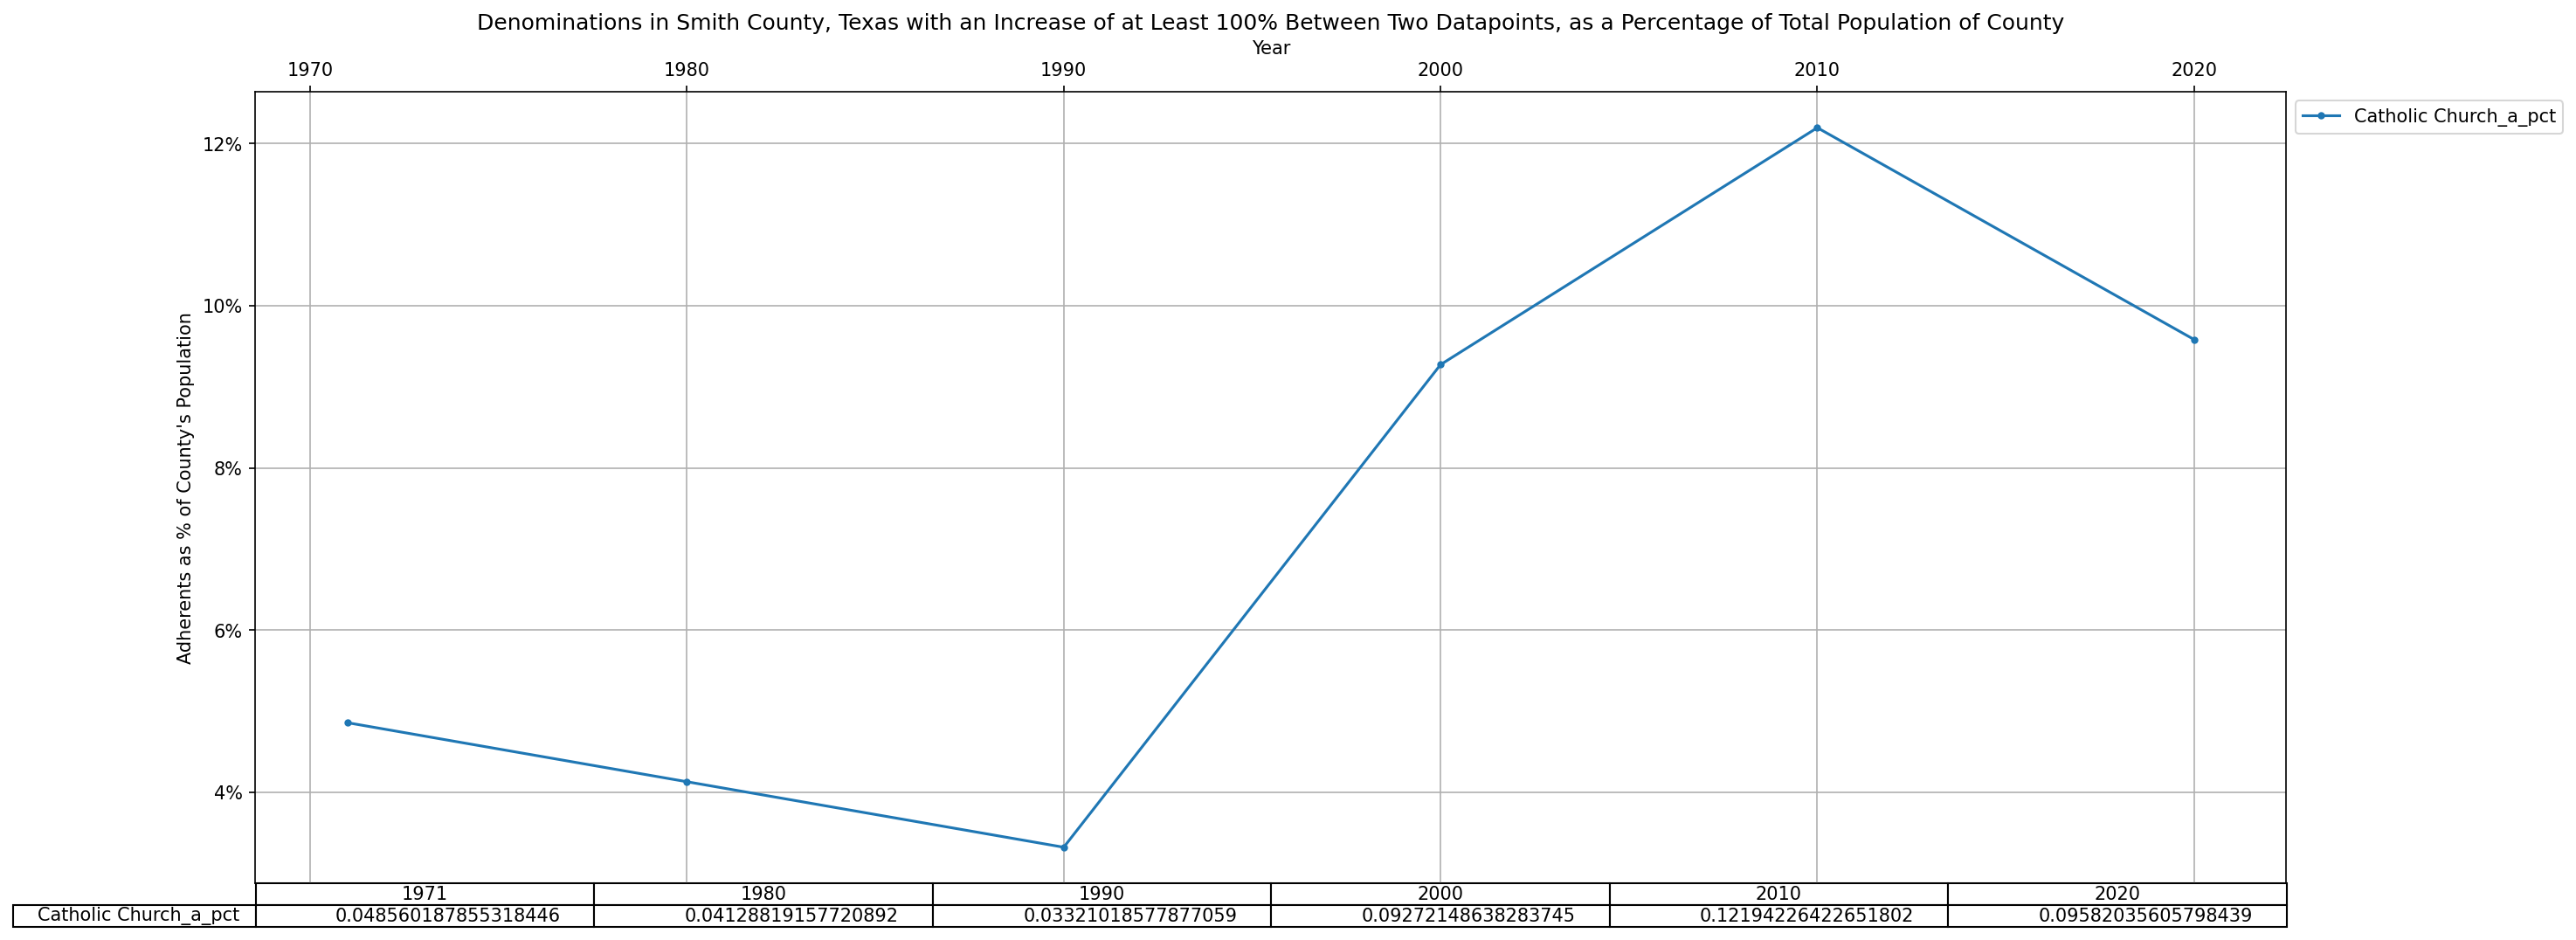 Denominations in Smith County, Texas with an Increase of at Least 100% Between Two Datapoints, as a Percentage of Total Population of County
Year
1970 1980 1990 2000 2010 2020
Catholic Church_a_pct
12%
10%
8%
6%
4%
Adherents as % of County's Population
1971 1980 1990 2000 2010 2020
Catholic Church_a_pct 0.048560187855318446 0.04128819157720892 0.03321018577877059 0.09272148638283745 0.12194226422651802 0.09582035605798439